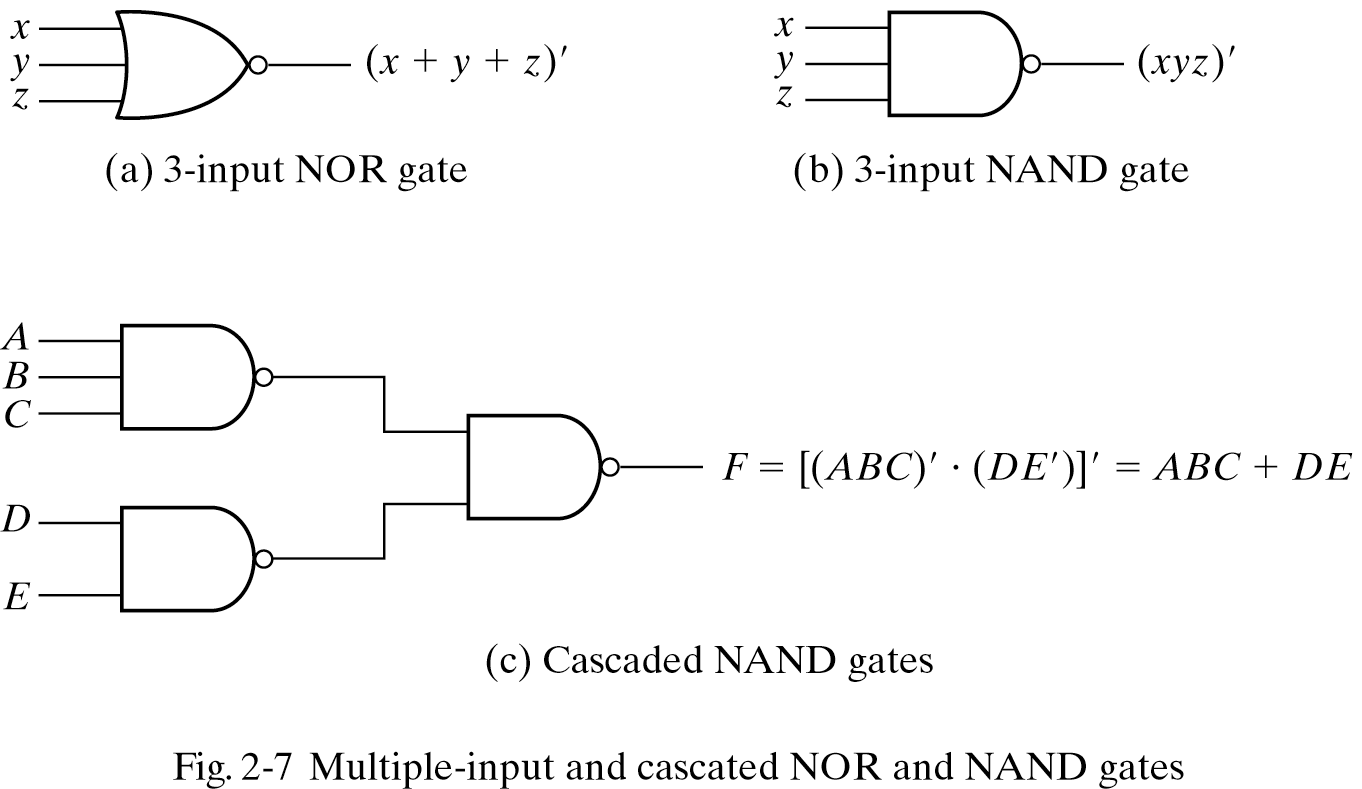 x
y
z
(x + y + z)′
(a) 3-input NOR gate
x
y
z
(xyz)′
(b) 3-input NAND gate
A
B
C
D
E
F = [(ABC)′ · (DE′)]′ = ABC + DE
(c) Cascaded NAND gates
Fig. 2-7 Multiple-input and cascated NOR and NAND gates